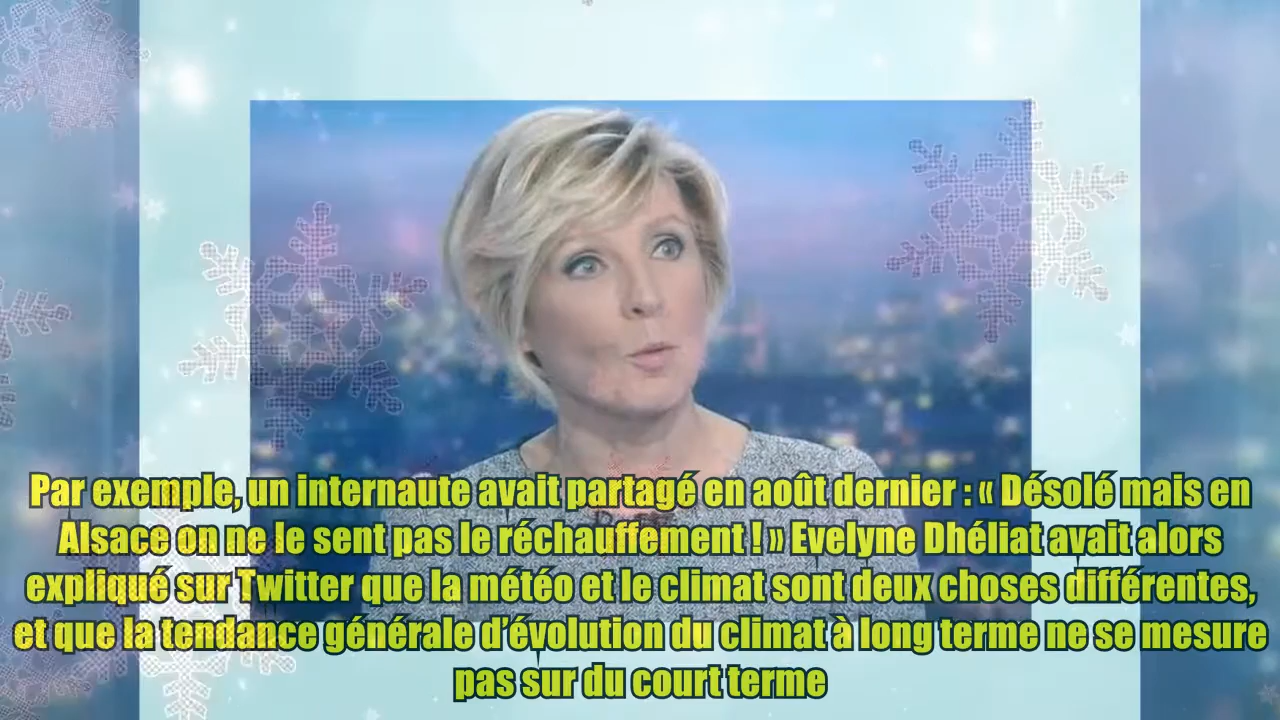 Par exemple, un internaute avait partagé en août dernier : « Désolé mais en
Alsace on ne le sent pas le réchauffement ! » Evelyne Dhéliat avait alors
expliqué sur Twitter que la météo et le climat sont deux choses différentes,
et que la tendance générale d’évolution du climat à long terme ne se mesure
pas sur du court terme